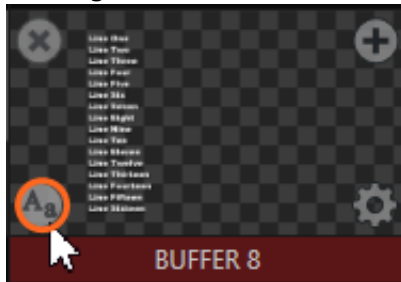 Line One
Line Two
Line Three
Line Four
Line Five
Line Six
Line Seven
Line Eight
Line Nine
Line Ten
Line Eleven
Line Twelve
Line Thirteen
Line Fourteen
Line Fifteen
Line Sixteen
Aa
BUFFER 8